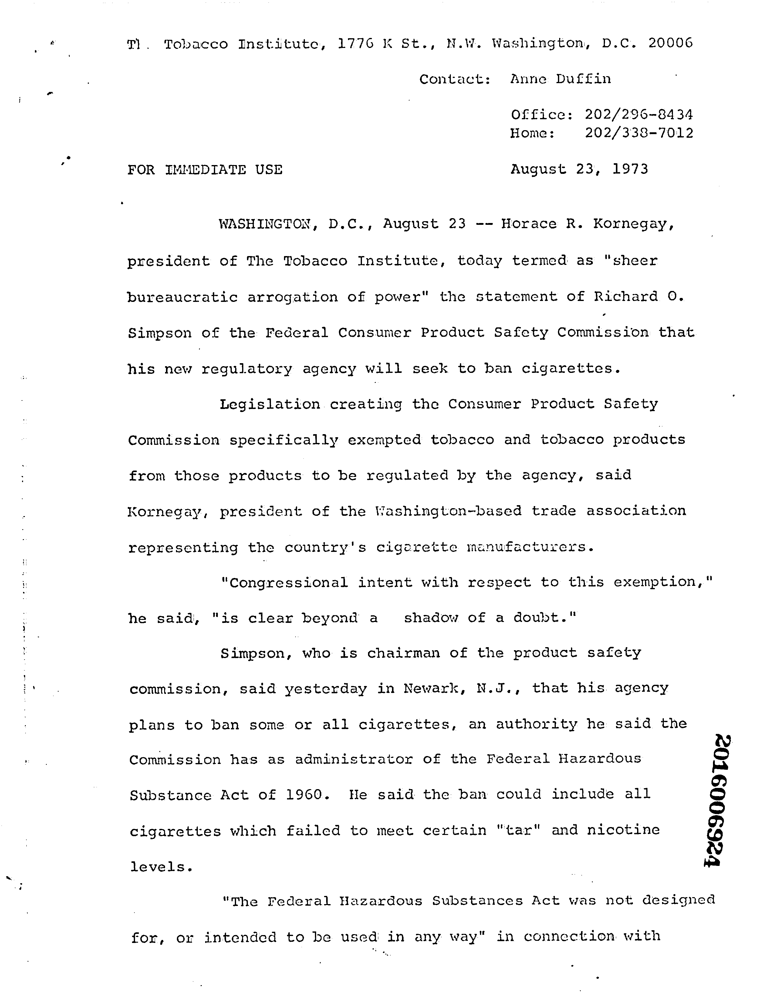 Tl. Tobacco Institute, 1776 K St., N.W. Washington, D.C. 20006
Contact: Anne Duffin
Office: 202/296-8434
Home: 202/338-7012
FOR IMMEDIATE USE August 23, 1973
WASHINGTON, D.C., August 23 -- Horace R. Kornegay,
president of The Tobacco Institute, today termed as "sheer
bureaucratic arrogation of power" the statement of Richard O.
Simpson of the Federal Consumer Product Safety Commission that
his new regulatory agency will seek to ban cigarettes.
Legislation creating the Consumer Product Safety
Commission specifically exempted tobacco and tobacco products
from those products to be regulated by the agency, said
Kornegay, president of the Washington-based trade association
representing the country's cigarette manufacturers.
"Congressional intent with respect to this exemption,"
he said, "is clear beyond a shadow of a doubt."
Simpson, who is chairman of the product safety
commission, said yesterday in Newark, N.J., that his agency
plans to ban some or all cigarettes, an authority he said the
Commission has as administrator of the Federal Hazardous
Substance Act of 1960. He said the ban could include all
cigarettes which failed to meet certain "tar" and nicotine
levels.
"The Federal Hazardous Substances Act was not designed
for, or intended to be used in any way" in connection with
2016006924